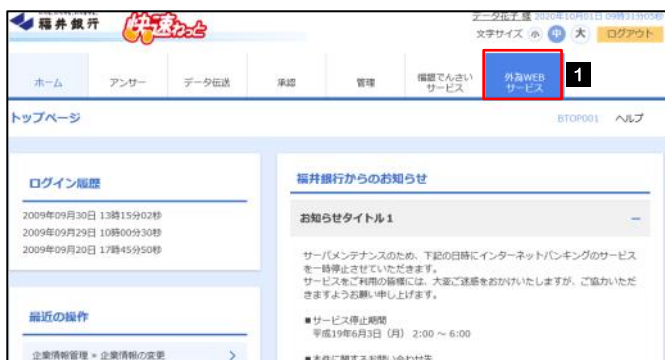 福井銀行 快速ねっと
データ花子 様 2020年10月01日 09時31分05秒
文字サイズ 小 中 大 ログアウト
ホーム アンサー データ伝送 承認 管理 福銀でんさいサービス 外為WEBサービス 1
トップページ BTOP001 ヘルプ
ログイン履歴
2009年09月30日 13時15分02秒
2009年09月29日 10時00分30秒
2009年09月20日 17時45分50秒
最近の操作
企業情報管理 » 企業情報の変更 >
福井銀行からのお知らせ
お知らせタイトル1 −
サーバメンテナンスのため、下記の日時にインターネットバンキングのサービス
を一時停止させていただきます。
サービスをご利用の皆様には、大変ご迷惑をおかけいたしますが、ご協力いただ
きますようお願い申し上げます。
■サービス停止期間
平成19年6月3日（月） 2:00 ～ 6:00
■本件に関するお問い合わせ先